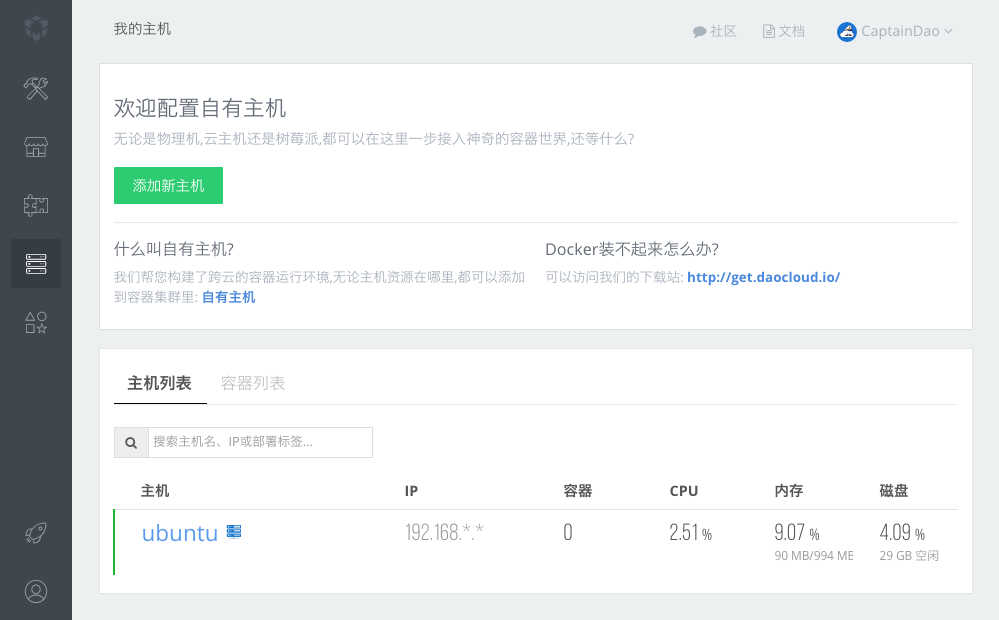 我的主机
社区 文档 CaptainDao
欢迎配置自有主机
无论是物理机,云主机还是树莓派,都可以在这里一步接入神奇的容器世界,还等什么?
添加新主机
什么叫自有主机?
我们帮您构建了跨云的容器运行环境,无论主机资源在哪里,都可以添加
到容器集群里: 自有主机
Docker装不起来怎么办?
可以访问我们的下载站: http://get.daocloud.io/
主机列表 容器列表
搜索主机名、IP或部署标签...
主机 IP 容器 CPU 内存 磁盘
ubuntu 192.168.*.* 0 2.51 % 9.07 % 4.09 %
90 MB/994 ME 29 GB 空闲